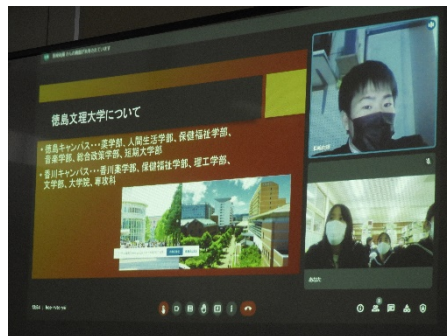 徳島文理大学について
・徳島キャンパス・・・薬学部、人間生活学部、保健福祉学部、
音楽学部、総合政策学部、短期大学部
・香川キャンパス・・・香川薬学部、保健福祉学部、理工学部、
文学部、大学院、専攻科
あなた